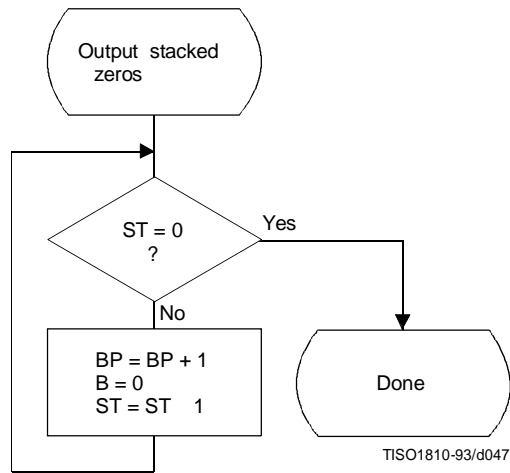 Output stacked
zeros
ST = 0
?
Yes
No
BP = BP + 1
B = 0
ST = ST 1
Done
TISO1810-93/d047